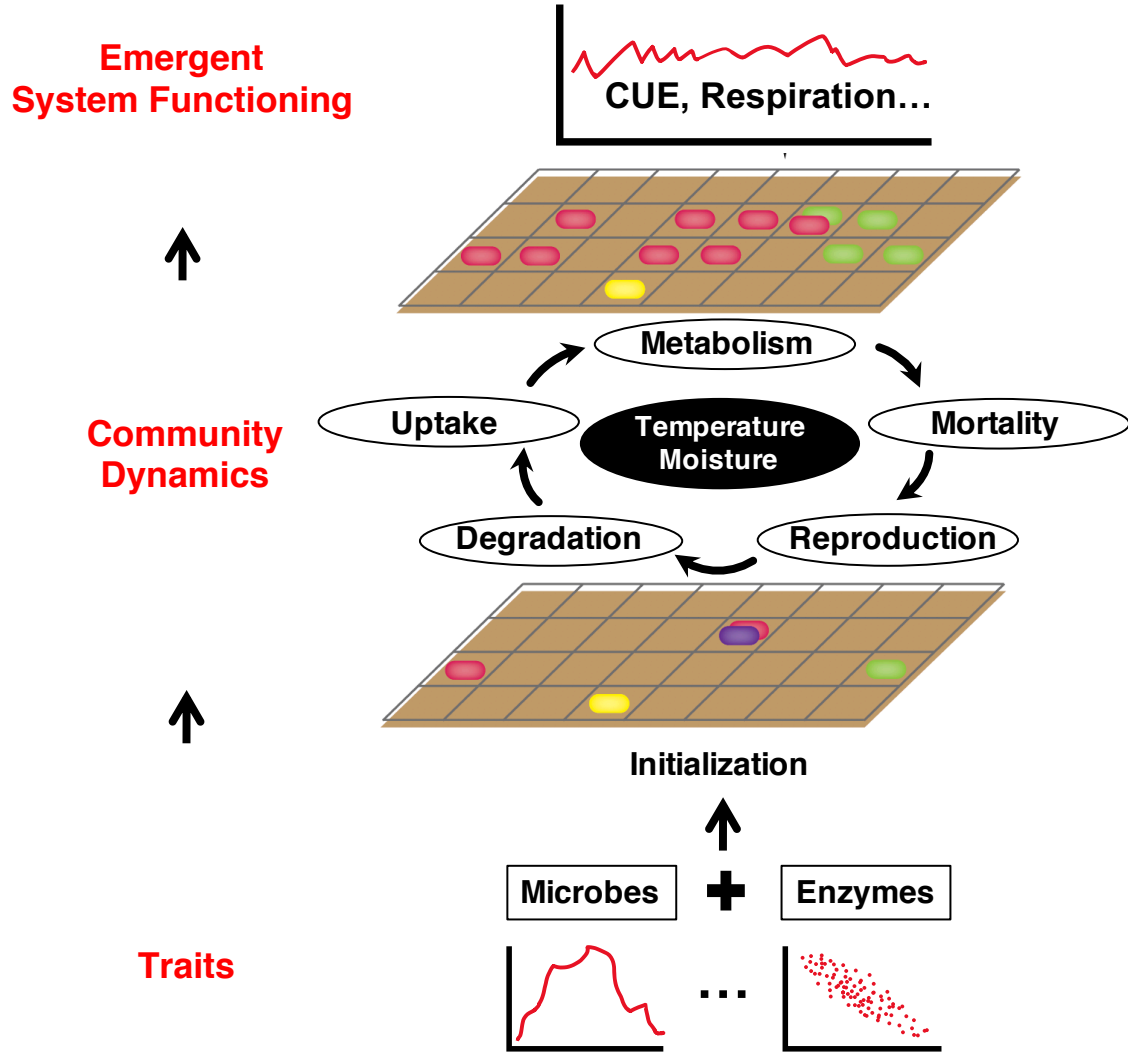 Emergent
System Functioning
CUE, Respiration…
Metabolism
Uptake
Temperature
Moisture
Mortality
Community
Dynamics
Degradation
Reproduction
Initialization
Microbes
+
Enzymes
Traits
…